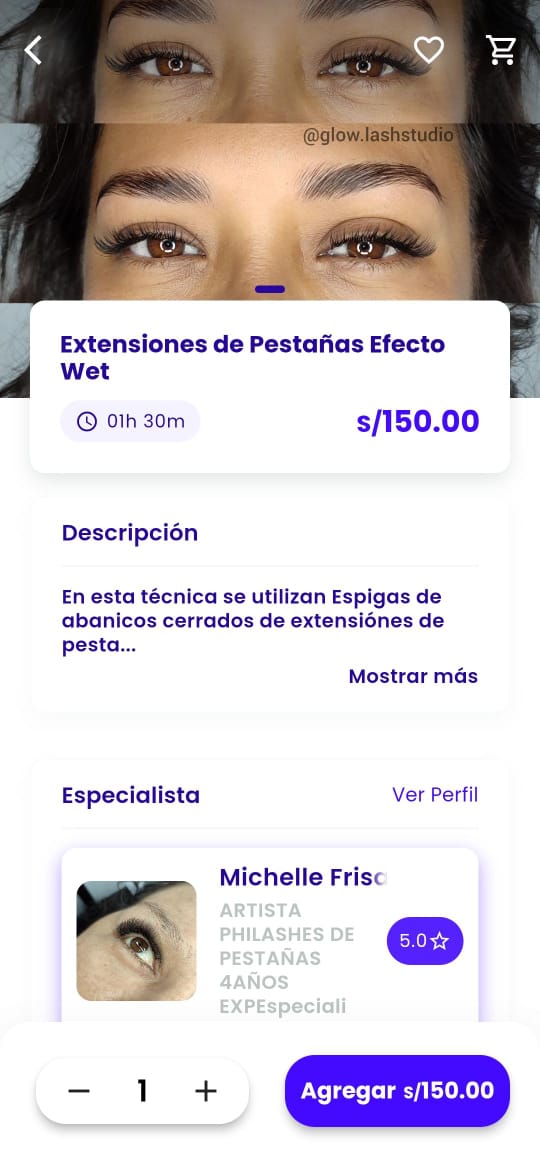 @glow.lashstudio
Extensiones de Pestañas Efecto
Wet
01h 30m
s/150.00
Descripción
En esta técnica se utilizan Espigas de
abanicos cerrados de extensiónes de
pesta...
Mostrar más
Especialista
Ver Perfil
Michelle Frisa
ARTISTA
PHILASHES DE
PESTAÑAS
4AÑOS
EXPEspeciali
5.0
1
Agregar s/150.00